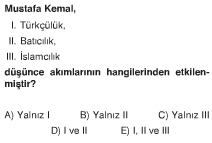 Mustafa Kemal,
I. Türkçülük,
II. Batıcılık,
III. İslamcılık
düşünce akımlarının hangilerinden etkilen-
miştir?
A) Yalnız I B) Yalnız II C) Yalnız III
D) I ve II E) I, II ve III